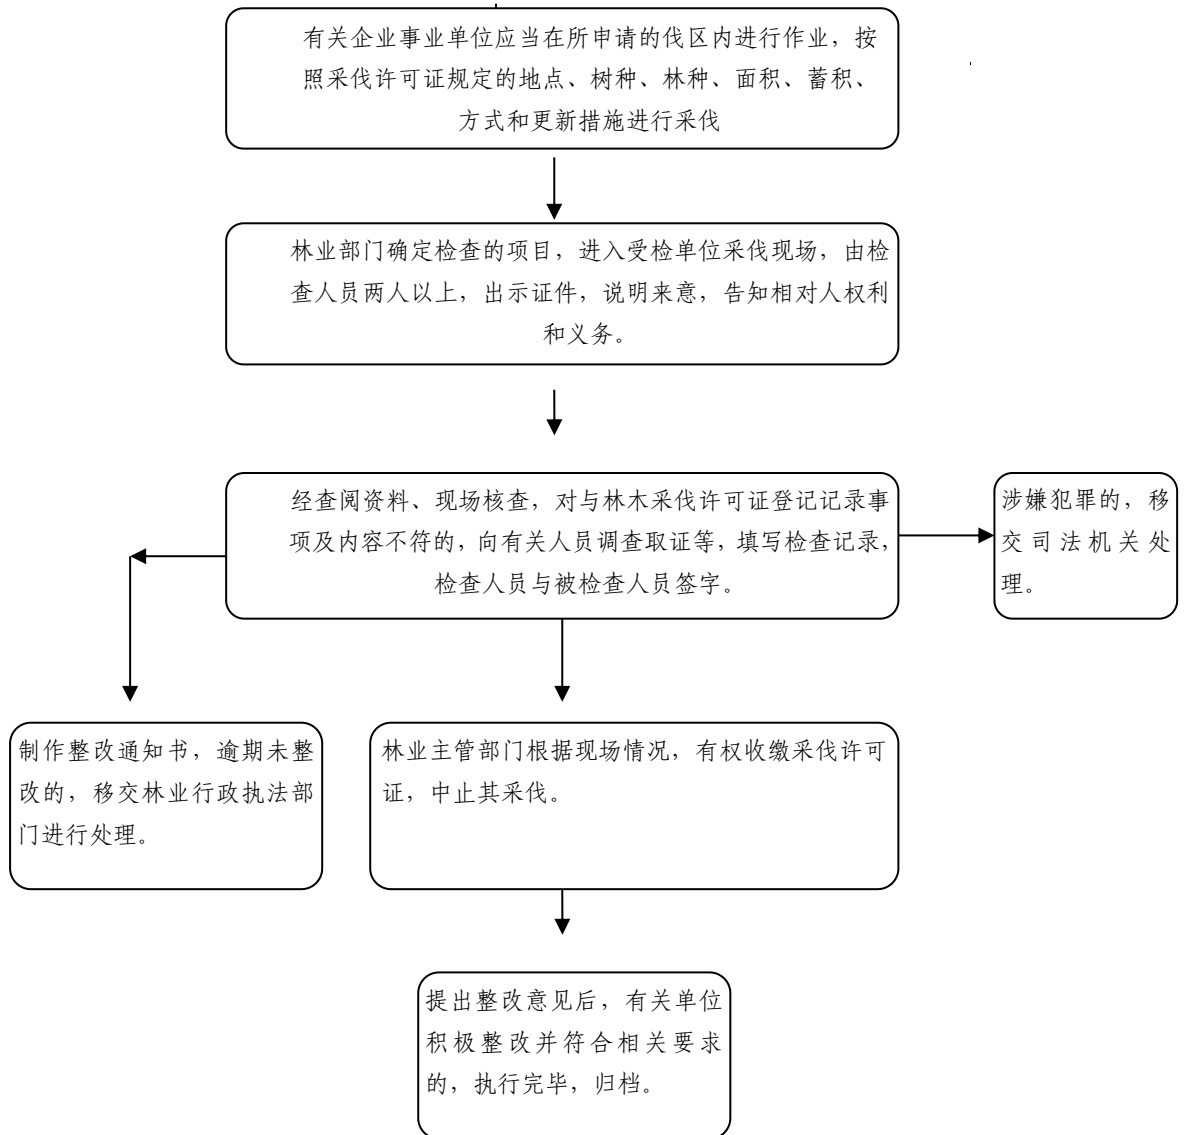 有关企业事业单位应当在所申请的伐区内进行作业，按
照采伐许可证规定的地点、树种、林种、面积、蓄积、
方式和更新措施进行采伐
林业部门确定检查的项目，进入受检单位采伐现场，由检
查人员两人以上，出示证件，说明来意，告知相对人权利
和义务。
经查阅资料、现场核查，对与林木采伐许可证登记记录事
项及内容不符的，向有关人员调查取证等，填写检查记录，
检查人员与被检查人员签字。
涉嫌犯罪的，移
交司法机关处
理。
制作整改通知书，逾期未整
改的，移交林业行政执法部
门进行处理。
林业主管部门根据现场情况，有权收缴采伐许可
证，中止其采伐。
提出整改意见后，有关单位
积极整改并符合相关要求
的，执行完毕，归档。